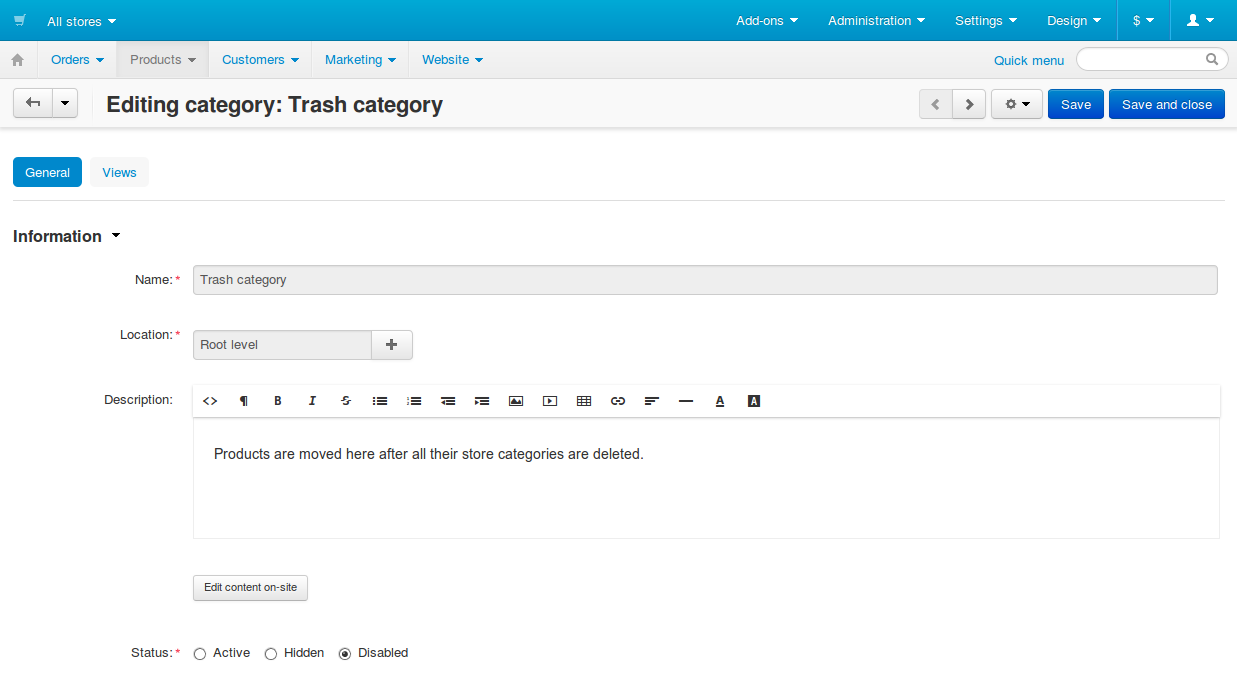 All stores Add-ons Administration Settings Design $
Orders Products Customers Marketing Website Quick menu
Editing category: Trash category Save Save and close
General Views
Information
Name:* Trash category
Location:* Root level
Description: <> ¶ B I S A A
Products are moved here after all their store categories are deleted.
Edit content on-site
Status:* Active Hidden Disabled